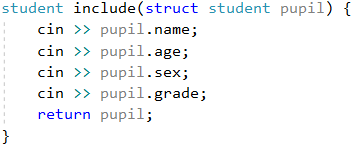 student include(struct student pupil) {
    cin >> pupil.name;
    cin >> pupil.age;
    cin >> pupil.sex;
    cin >> pupil.grade;
    return pupil;
}